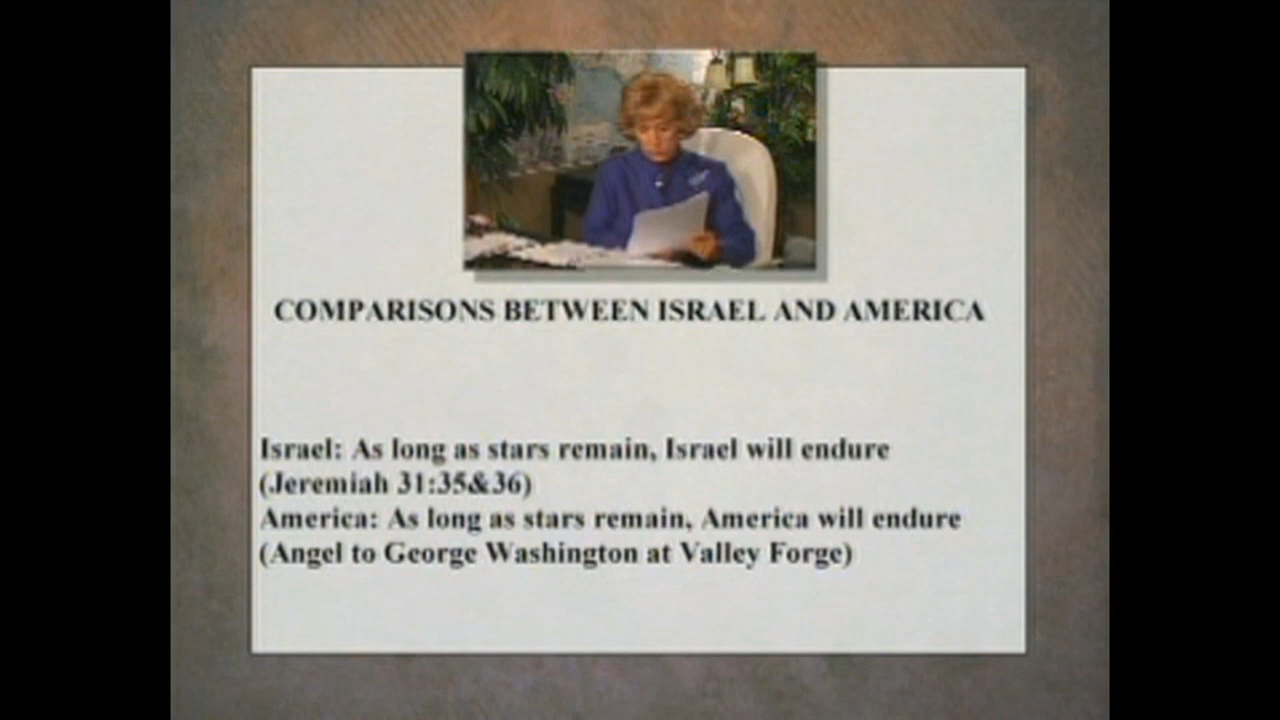 COMPARISONS BETWEEN ISRAEL AND AMERICA
Israel: As long as stars remain, Israel will endure
(Jeremiah 31:35&36)
America: As long as stars remain, America will endure
(Angel to George Washington at Valley Forge)